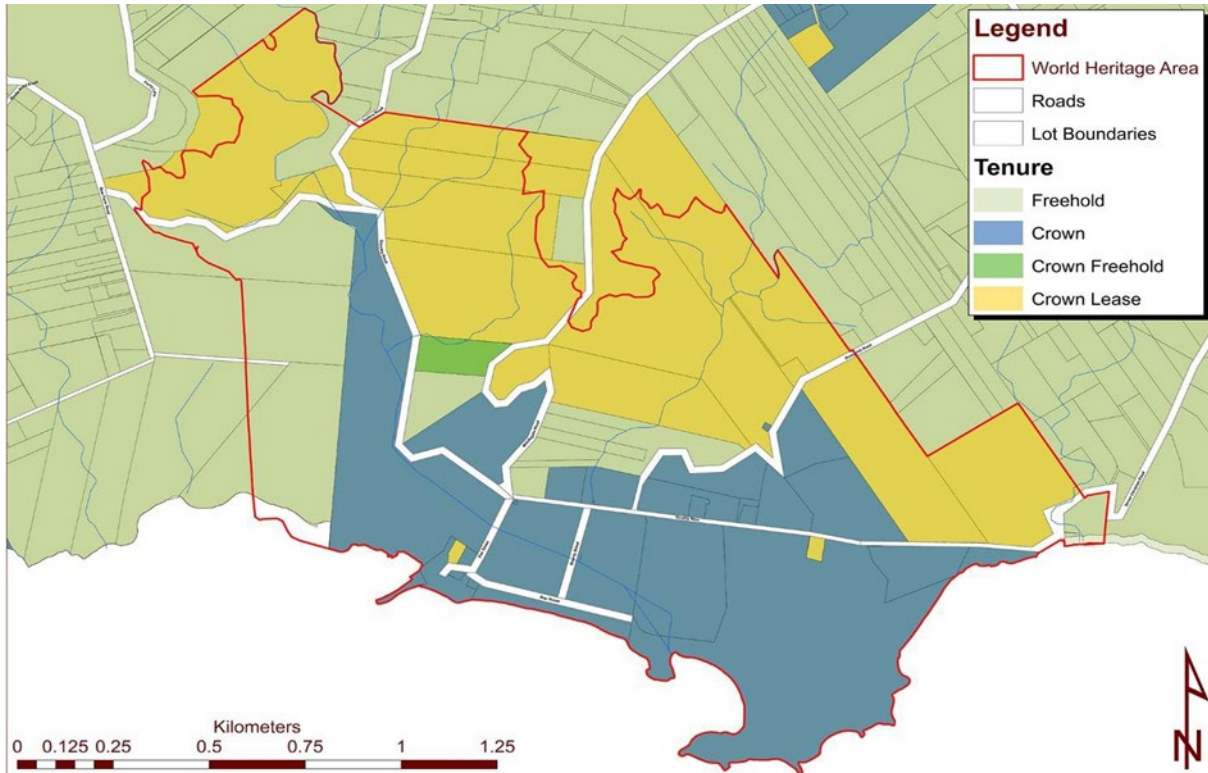 Legend
World Heritage Area
Roads
Lot Boundaries
Tenure
Freehold
Crown
Crown Freehold
Crown Lease
Kilometers
0 0.125 0.25 0.5 0.75 1 1.25
N